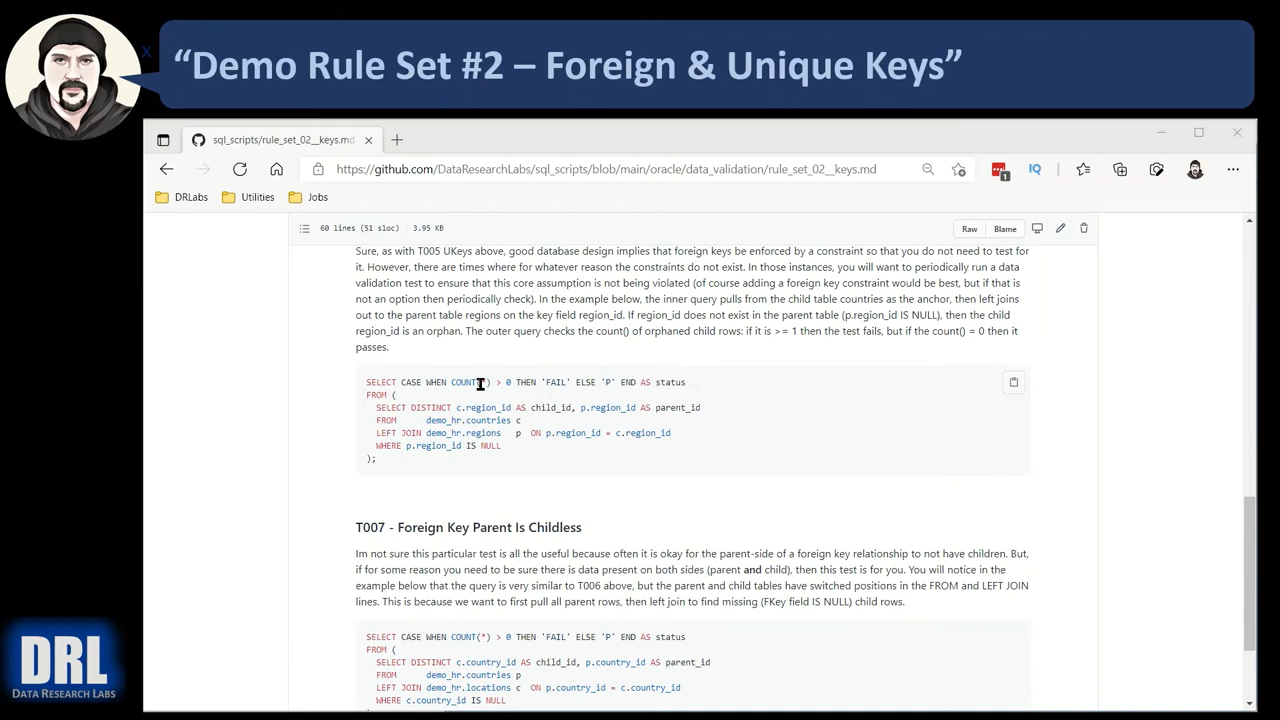 “Demo Rule Set #2 – Foreign & Unique Keys”
x
sql_scripts/rule_set_02__keys.md
https://github.com/DataResearchLabs/sql_scripts/blob/main/oracle/data_validation/rule_set_02__keys.md
1
IQ
DRLabs
Utilities
Jobs
60 lines (51 sloc) 3.95 KB
Raw
Blame
Sure, as with T005 UKeys above, good database design implies that foreign keys be enforced by a constraint so that you do not need to test for
it. However, there are times where for whatever reason the constraints do not exist. In those instances, you will want to periodically run a data
validation test to ensure that this core assumption is not being violated (of course adding a foreign key constraint would be best, but if that is
not an option then periodically check). In the example below, the inner query pulls from the child table countries as the anchor, then left joins
out to the parent table regions on the key field region_id. If region_id does not exist in the parent table (p.region_id IS NULL), then the child
region_id is an orphan. The outer query checks the count() of orphaned child rows: if it is >= 1 then the test fails, but if the count() = 0 then it
passes.
SELECT CASE WHEN COUNT(*) > 0 THEN 'FAIL' ELSE 'P' END AS status
FROM (
SELECT DISTINCT c.region_id AS child_id, p.region_id AS parent_id
FROM demo_hr.countries c
LEFT JOIN demo_hr.regions p ON p.region_id = c.region_id
WHERE p.region_id IS NULL
);
T007 - Foreign Key Parent Is Childless
Im not sure this particular test is all the useful because often it is okay for the parent-side of a foreign key relationship to not have children. But,
if for some reason you need to be sure there is data present on both sides (parent and child), then this test is for you. You will notice in the
example below that the query is very similar to T006 above, but the parent and child tables have switched positions in the FROM and LEFT JOIN
lines. This is because we want to first pull all parent rows, then left join to find missing (FKey field IS NULL) child rows.
SELECT CASE WHEN COUNT(*) > 0 THEN 'FAIL' ELSE 'P' END AS status
FROM (
SELECT DISTINCT c.country_id AS child_id, p.country_id AS parent_id
FROM demo_hr.countries p
LEFT JOIN demo_hr.locations c ON p.country_id = c.country_id
WHERE c.country_id IS NULL
DRL
DATA RESEARCH LABS